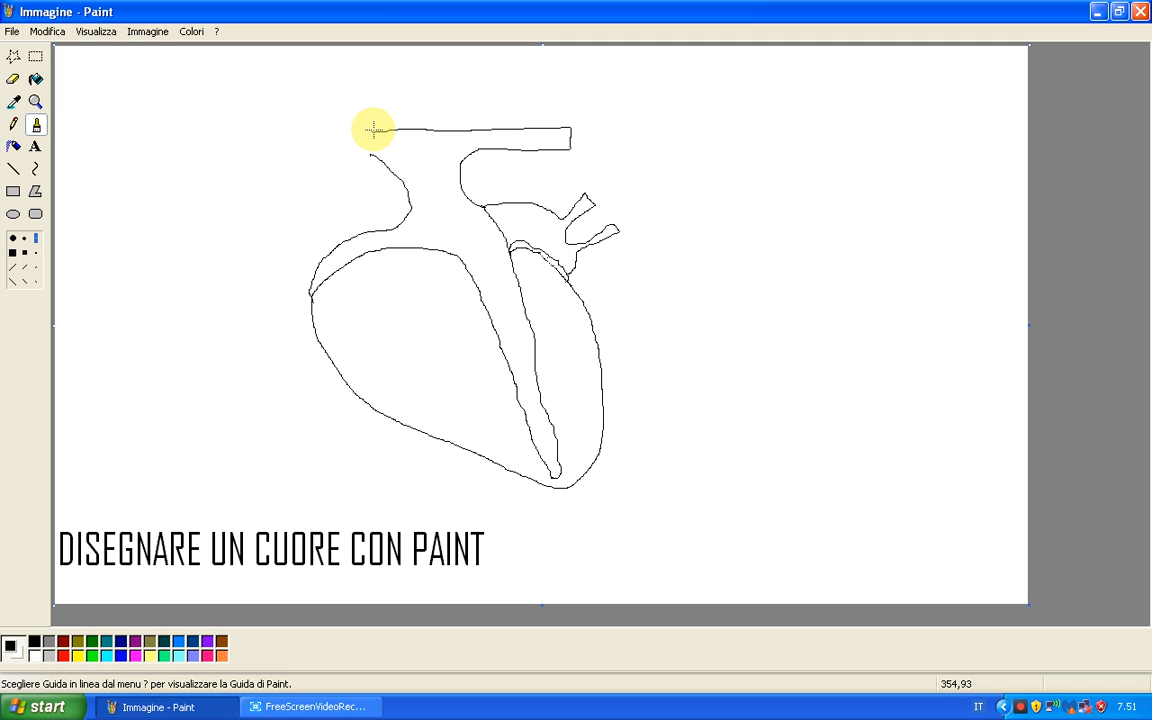 Immagine - Paint
File Modifica Visualizza Immagine Colori ?
A
DISEGNARE UN CUORE CON PAINT
Scegliere Guida in linea dal menu ? per visualizzare la Guida di Paint.
354,93
start
Immagine - Paint
FreeScreenVideoRec...
IT
7.51